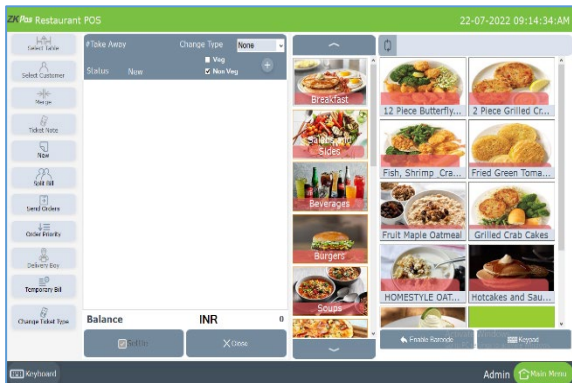 ZKPos Restaurant POS
22-07-2022 09:14:34:AM
Select Table
Select Customer
Merge
Ticket Note
New
Split Bill
Send Orders
Order Priority
Delivery Boy
Temporary Bill
Change Ticket Type
#Take Away
Change Type
None
Veg
Non Veg
Status
New
Balance
INR
0
Settle
Close
Breakfast
Salads and
Sides
Beverages
Burgers
Soups
12 Piece Butterfly...
2 Piece Grilled Cr...
Fish, Shrimp ,Cra...
Fried Green Toma...
Fruit Maple Oatmeal
Grilled Crab Cakes
HOMESTYLE OAT...
Hotcakes and Sau...
Enable Barcode
Keypad
Keyboard
Admin
Main Menu